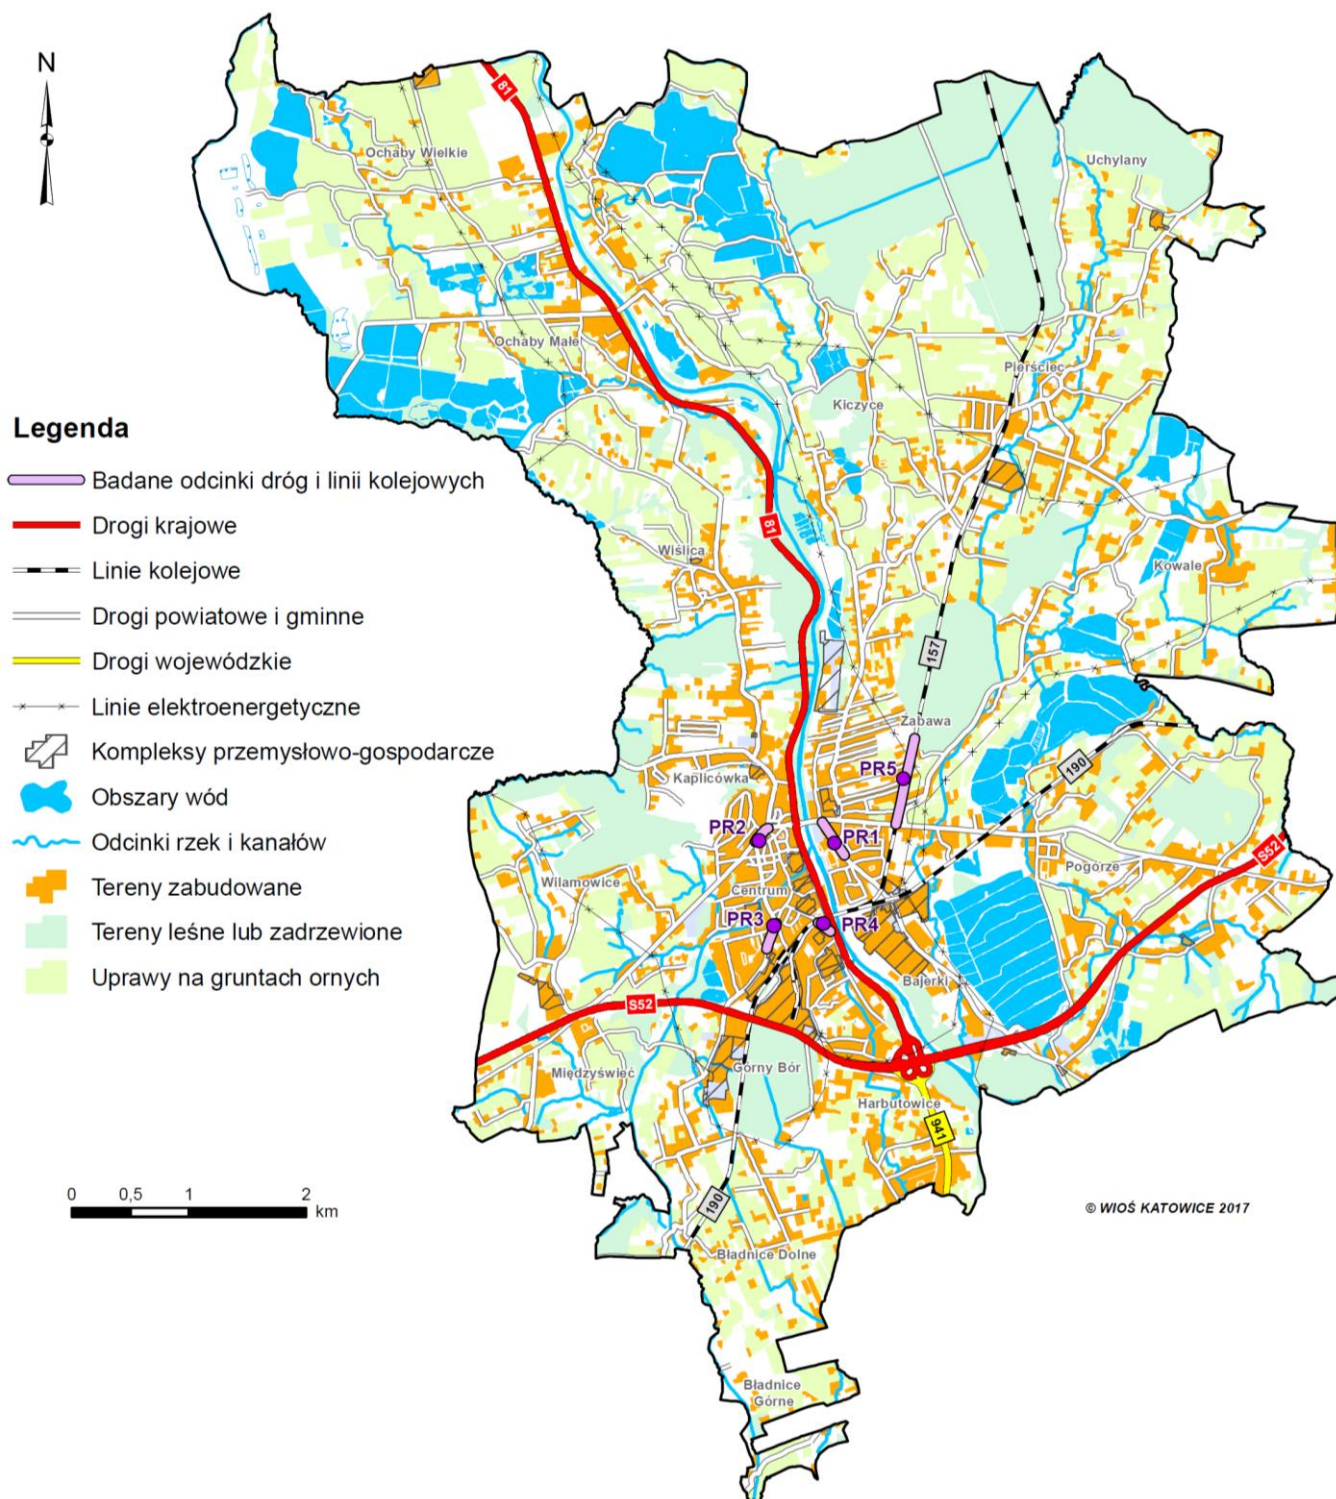 N
81
Ochaby Wielkie
Uchylany
Ochaby Małe
Pierściec
Kiczyce
Legenda
Badane odcinki dróg i linii kolejowych
Drogi krajowe
Linie kolejowe
Drogi powiatowe i gminne
Drogi wojewódzkie
Linie elektroenergetyczne
Kompleksy przemysłowo-gospodarcze
Obszary wód
Odcinki rzek i kanałów
Tereny zabudowane
Tereny leśne lub zadrzewione
Uprawy na gruntach ornych
81
Wiślica
Kowale
157
Zabawa
Kaplicówka
PR5
190
PR2
PR1
Pogórze
S52
Wilamowice
Centrum
PR3
PR4
Bajerki
S52
Międzyświeć
Górny Bór
Harbutowice
941
190
0 0,5 1 2
km
© WIOŚ KATOWICE 2017
Bładnice Dolne
Bładnice
Górne